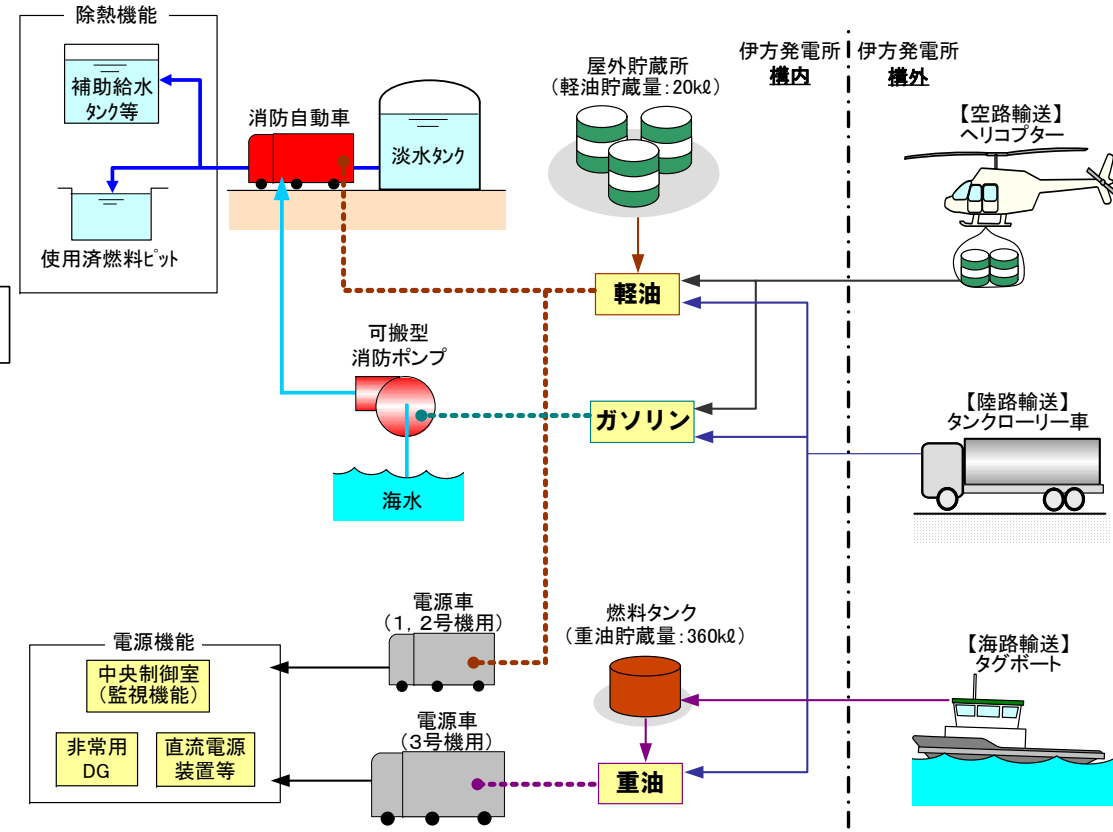 除熱機能
補助給水
タンク等
使用済燃料ピット
消防自動車
淡水タンク
屋外貯蔵所
(軽油貯蔵量:20kℓ)
伊方発電所
構内
伊方発電所
構外
【空路輸送】
ヘリコプター
軽油
可搬型
消防ポンプ
ガソリン
海水
【陸路輸送】
タンクローリー車
電源車
(1,2号機用)
燃料タンク
(重油貯蔵量:360kℓ)
【海路輸送】
タグボート
電源機能
中央制御室
(監視機能)
非常用
DG
直流電源
装置等
電源車
(3号機用)
重油